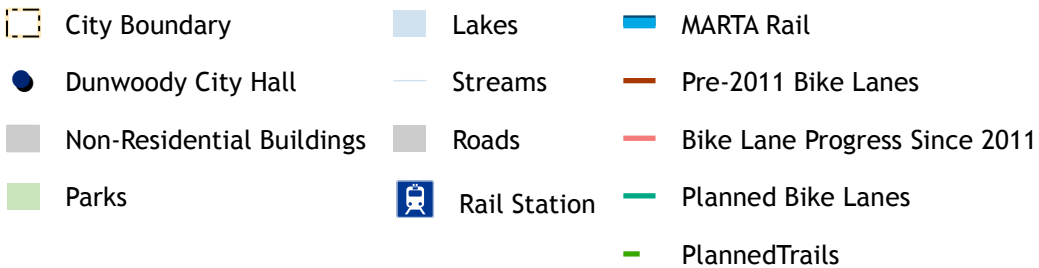 City Boundary
Dunwoody City Hall
Non-Residential Buildings
Parks
Lakes
Streams
Roads
Rail Station
MARTA Rail
Pre-2011 Bike Lanes
Bike Lane Progress Since 2011
Planned Bike Lanes
PlannedTrails